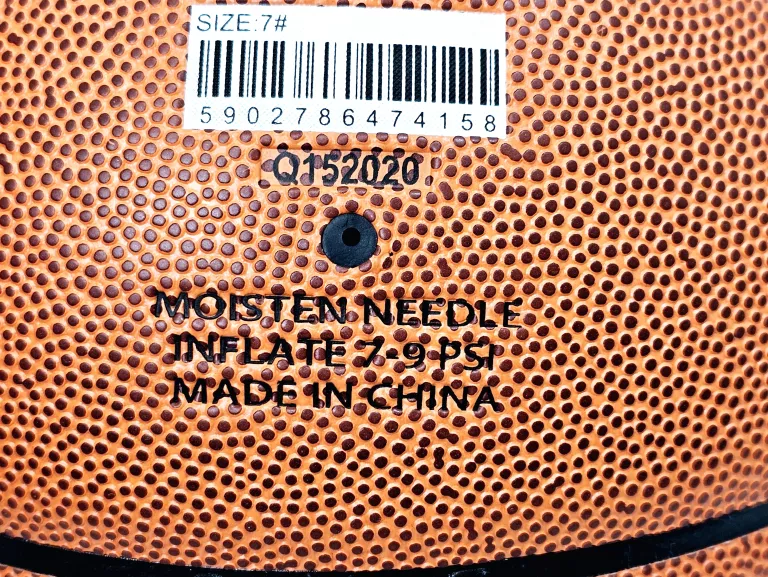 SIZE:7#
5902786474158
Q152020
MOISTEN NEEDLE
INFLATE 7-9 PSI
MADE IN CHINA